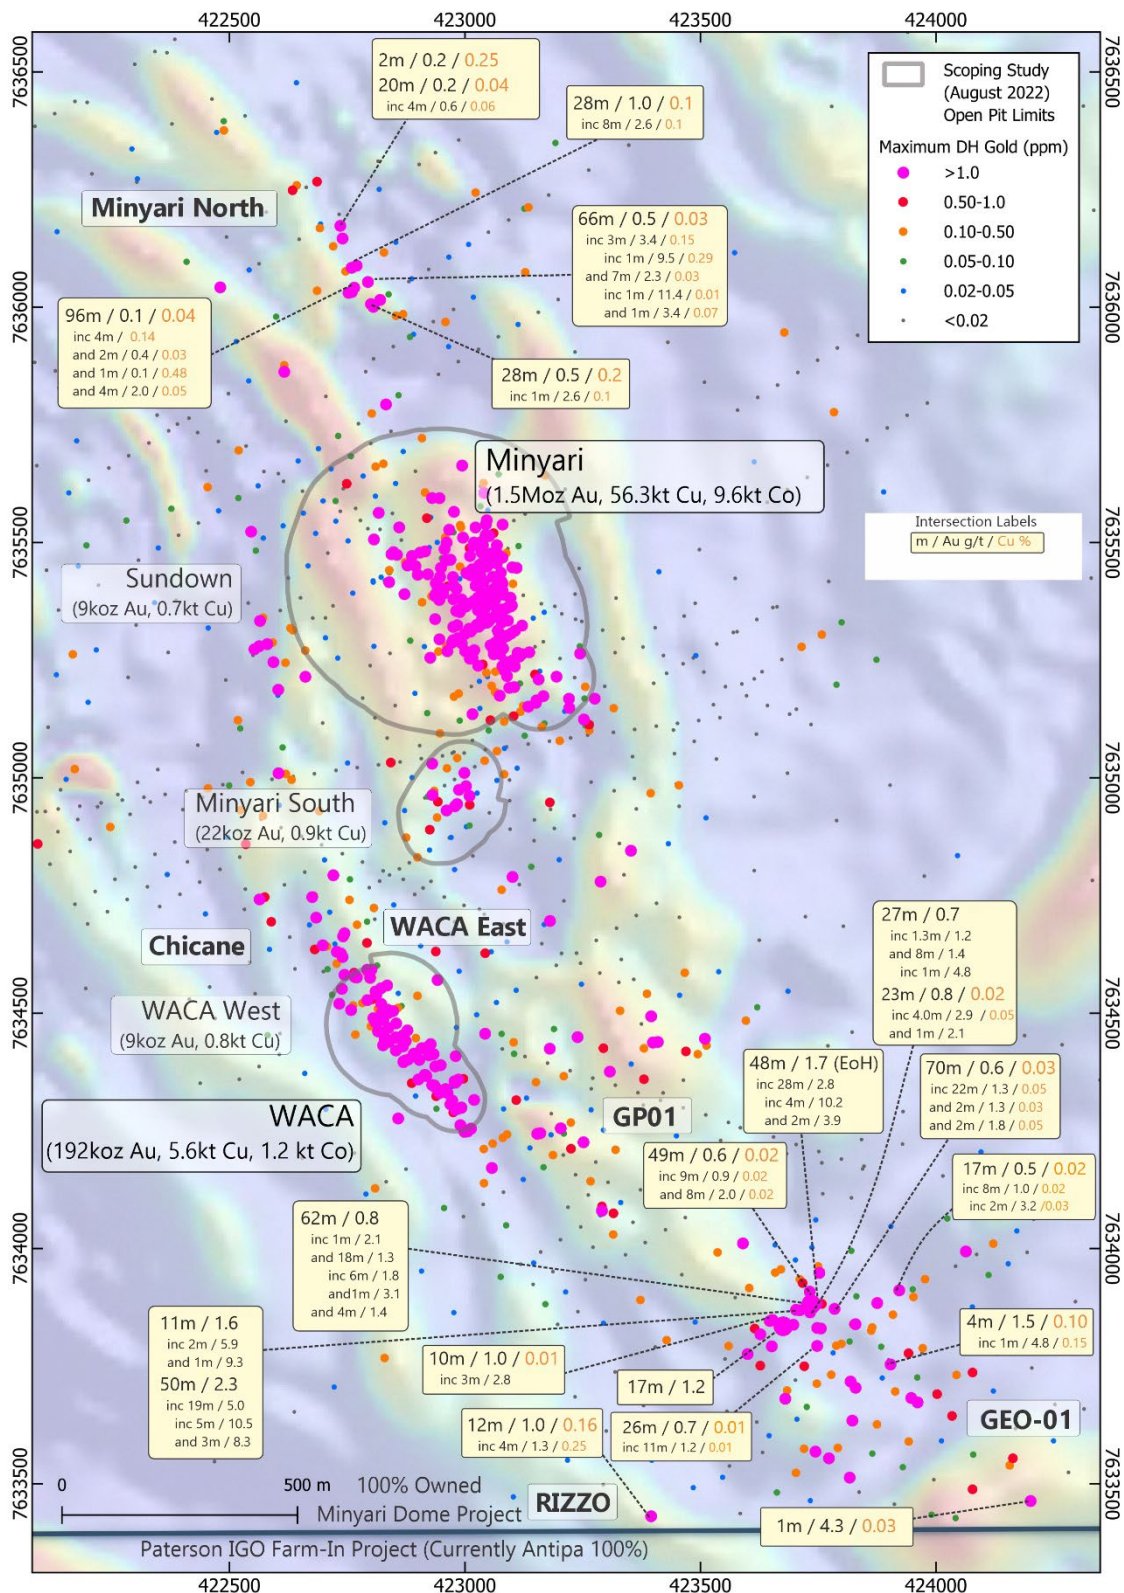 422500
423000
423500
424000
7636500
7636500
2m / 0.2 / 0.25
20m / 0.2 / 0.04
inc 4m / 0.6 / 0.06
28m / 1.0 / 0.1
inc 8m / 2.6 / 0.1
Scoping Study
(August 2022)
Open Pit Limits
Maximum DH Gold (ppm)
>1.0
0.50-1.0
0.10-0.50
0.05-0.10
0.02-0.05
<0.02
Minyari North
66m / 0.5 / 0.03
inc 3m / 3.4 / 0.15
inc 1m / 9.5 / 0.29
and 7m / 2.3 / 0.03
inc 1m / 11.4 / 0.01
and 1m / 3.4 / 0.07
7636000
7636000
96m / 0.1 / 0.04
inc 4m / 0.14
and 2m / 0.4 / 0.03
and 1m / 0.1 / 0.48
and 4m / 2.0 / 0.05
28m / 0.5 / 0.2
inc 1m / 2.6 / 0.1
Minyari
(1.5Moz Au, 56.3kt Cu, 9.6kt Co)
Intersection Labels
m / Au g/t / Cu %
7635500
7635500
Sundown
(9koz Au, 0.7kt Cu)
7635000
7635000
Minyari South
(22koz Au, 0.9kt Cu)
WACA East
Chicane
27m / 0.7
inc 1.3m / 1.2
and 8m / 1.4
inc 1m / 4.8
23m / 0.8 / 0.02
inc 4.0m / 2.9 / 0.05
and 1m / 2.1
7634500
7634500
WACA West
(9koz Au, 0.8kt Cu)
48m / 1.7 (EoH)
inc 28m / 2.8
inc 4m / 10.2
and 2m / 3.9
70m / 0.6 / 0.03
inc 22m / 1.3 / 0.05
and 2m / 1.3 / 0.03
and 2m / 1.8 / 0.05
WACA
(192koz Au, 5.6kt Cu, 1.2 kt Co)
GP01
49m / 0.6 / 0.02
inc 9m / 0.9 / 0.02
and 8m / 2.0 / 0.02
17m / 0.5 / 0.02
inc 8m / 1.0 / 0.02
inc 2m / 3.2 /0.03
7634000
7634000
62m / 0.8
inc 1m / 2.1
and 18m / 1.3
inc 6m / 1.8
and1m / 3.1
and 4m / 1.4
11m / 1.6
inc 2m / 5.9
and 1m / 9.3
50m / 2.3
inc 19m / 5.0
inc 5m / 10.5
and 3m / 8.3
4m / 1.5 / 0.10
inc 1m / 4.8 / 0.15
10m / 1.0 / 0.01
inc 3m / 2.8
17m / 1.2
12m / 1.0 / 0.16
inc 4m / 1.3 / 0.25
26m / 0.7 / 0.01
inc 11m / 1.2 / 0.01
GEO-01
7633500
7633500
0
500 m
100% Owned
Minyari Dome Project
RIZZO
1m / 4.3 / 0.03
Paterson IGO Farm-In Project (Currently Antipa 100%)
422500
423000
423500
424000